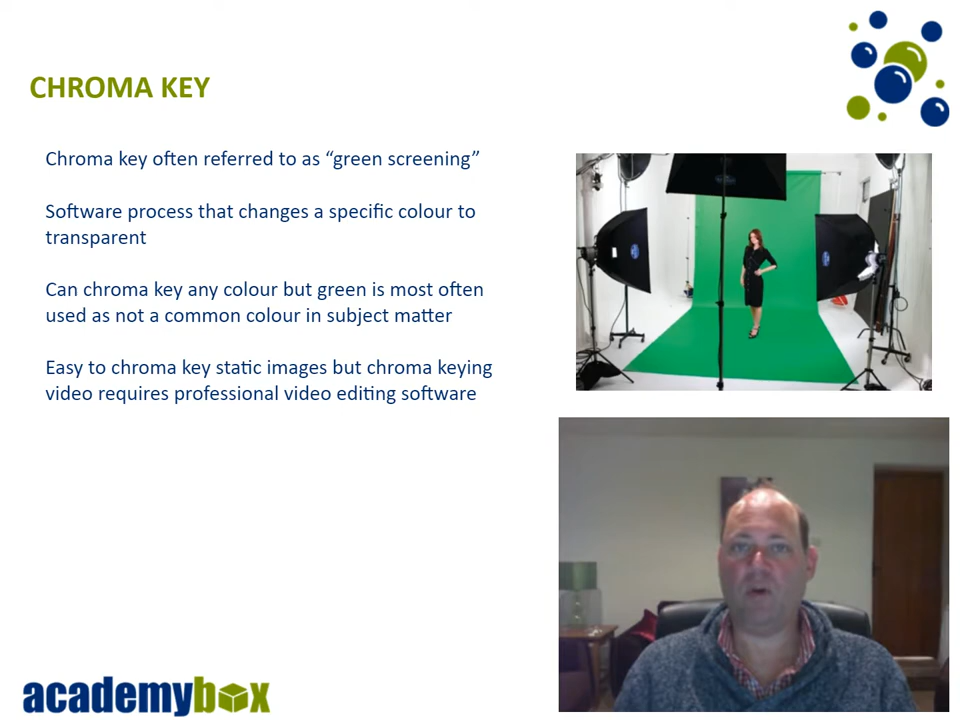 CHROMA KEY
Chroma key often referred to as “green screening”
Software process that changes a specific colour to
transparent
Can chroma key any colour but green is most often
used as not a common colour in subject matter
Easy to chroma key static images but chroma keying
video requires professional video editing software
academybox